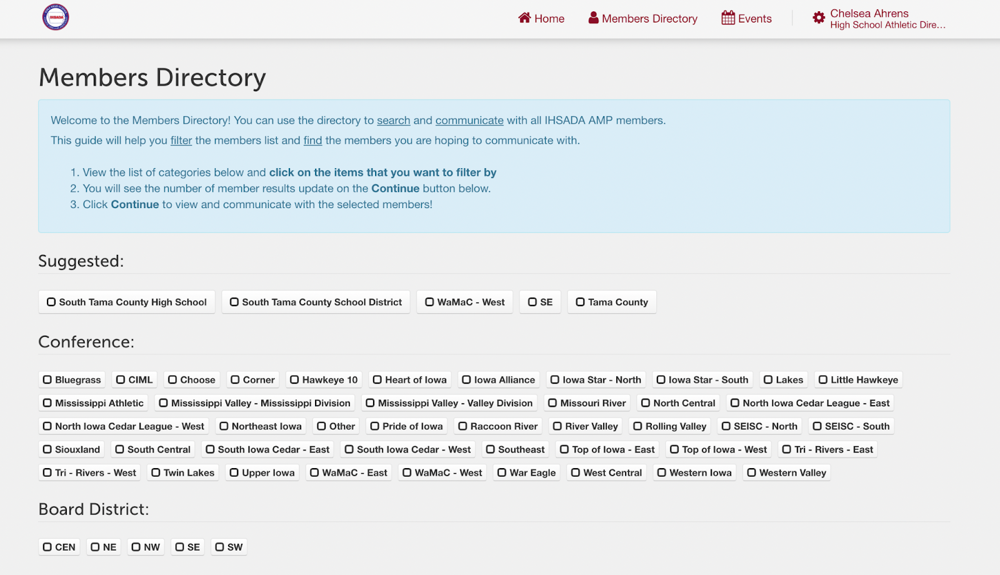 IHSADA
Home
Members Directory
Events
Chelsea Ahrens
High School Athletic Dire...
Members Directory
Welcome to the Members Directory! You can use the directory to search and communicate with all IHSADA AMP members.
This guide will help you filter the members list and find the members you are hoping to communicate with.
1. View the list of categories below and click on the items that you want to filter by
2. You will see the number of member results update on the Continue button below.
3. Click Continue to view and communicate with the selected members!
Suggested:
South Tama County High School South Tama County School District WaMaC - West SE Tama County
Conference:
Bluegrass CIML Choose Corner Hawkeye 10 Heart of Iowa Iowa Alliance Iowa Star - North Iowa Star - South Lakes Little Hawkeye
Mississippi Athletic Mississippi Valley - Mississippi Division Mississippi Valley - Valley Division Missouri River North Central North Iowa Cedar League - East
North Iowa Cedar League - West Northeast Iowa Other Pride of Iowa Raccoon River River Valley Rolling Valley SEISC - North SEISC - South
Siouxland South Central South Iowa Cedar - East South Iowa Cedar - West Southeast Top of Iowa - East Top of Iowa - West Tri - Rivers - East
Tri - Rivers - West Twin Lakes Upper Iowa WaMaC - East WaMaC - West War Eagle West Central Western Iowa Western Valley
Board District:
CEN NE NW SE SW